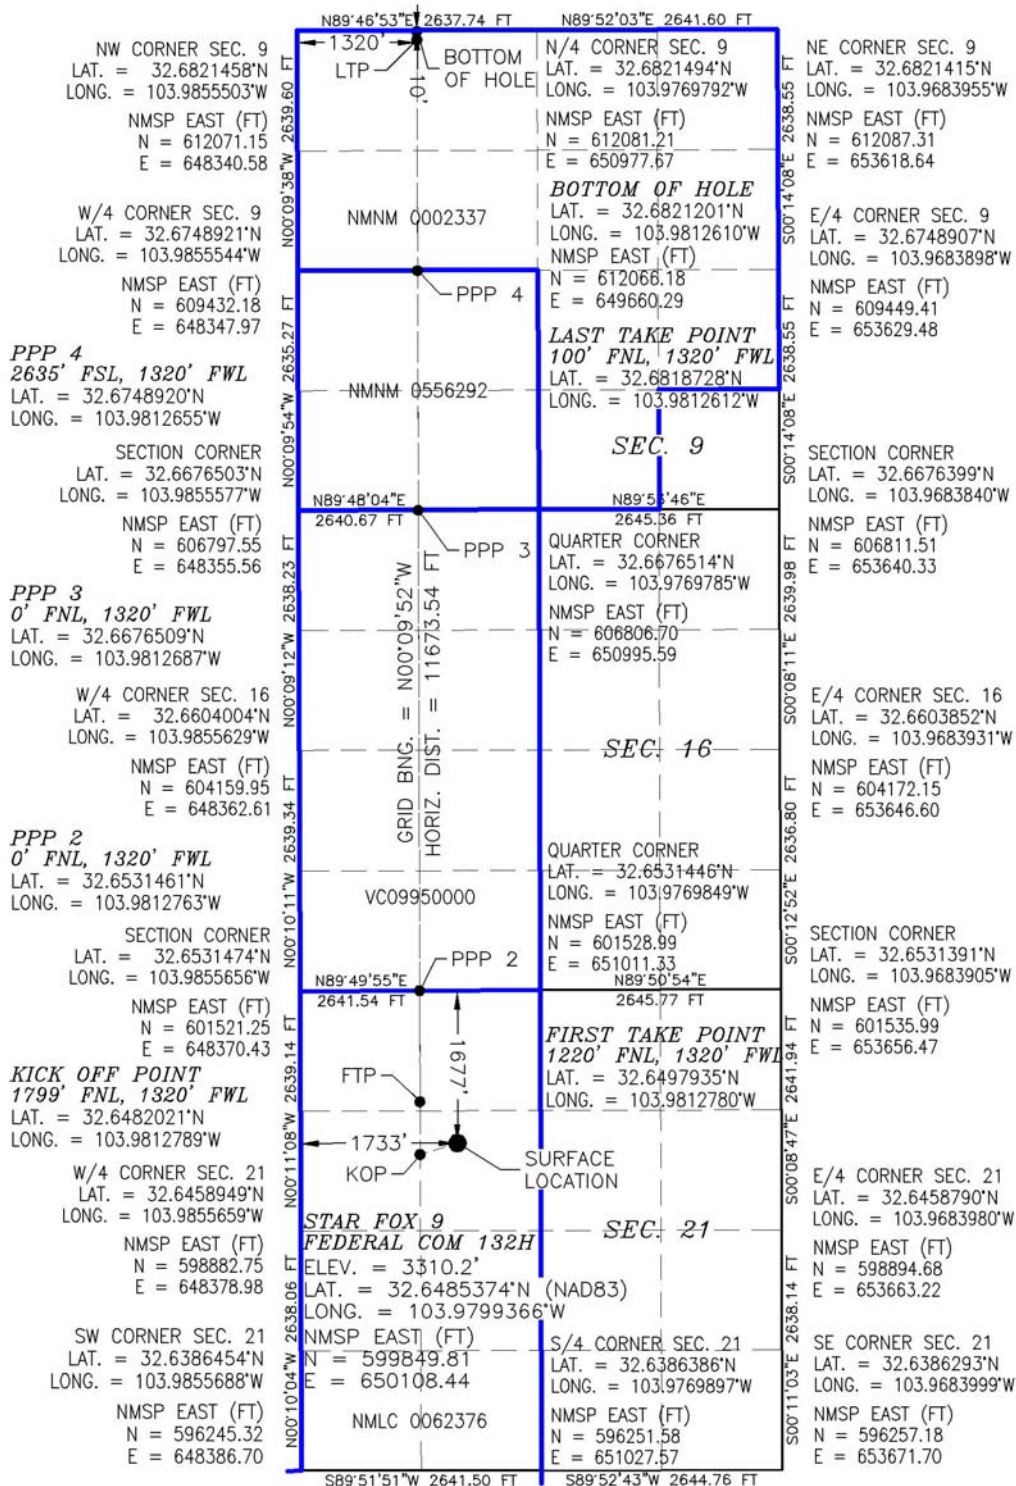 N89°46'53"E 2637.74 FT
N89°52'03"E 2641.60 FT
1320'
LTP
BOTTOM
OF HOLE
10'
NW CORNER SEC. 9
LAT. = 32.6821458°N
LONG. = 103.9855503°W
NMSP EAST (FT)
N = 612071.15
E = 648340.58
N/4 CORNER SEC. 9
LAT. = 32.6821494°N
LONG. = 103.9769792°W
NMSP EAST (FT)
N = 612081.21
E = 650977.67
NE CORNER SEC. 9
LAT. = 32.6821415°N
LONG. = 103.9683955°W
NMSP EAST (FT)
N = 612087.31
E = 653618.64
N00°09'38"W 2639.60 FT
S00°14'08"E 2638.55 FT
W/4 CORNER SEC. 9
LAT. = 32.6748921°N
LONG. = 103.9855544°W
NMSP EAST (FT)
N = 609432.18
E = 648347.97
NMNM 0002337
BOTTOM OF HOLE
LAT. = 32.6821201°N
LONG. = 103.9812610°W
NMSP EAST (FT)
N = 612066.18
E = 649660.29
E/4 CORNER SEC. 9
LAT. = 32.6748907°N
LONG. = 103.9683898°W
NMSP EAST (FT)
N = 609449.41
E = 653629.48
PPP 4
LAST TAKE POINT
100' FNL, 1320' FWL
LAT. = 32.6818728°N
LONG. = 103.9812612°W
PPP 4
2635' FSL, 1320' FWL
LAT. = 32.6748920°N
LONG. = 103.9812655°W
NMNM 0556292
N00°09'54"W 2635.27 FT
S00°14'08"E 2638.55 FT
SEC. 9
SECTION CORNER
LAT. = 32.6676503°N
LONG. = 103.9855577°W
NMSP EAST (FT)
N = 606797.55
E = 648355.56
N89°48'04"E
2640.67 FT
2645.36 FT
SECTION CORNER
LAT. = 32.6676399°N
LONG. = 103.9683840°W
NMSP EAST (FT)
N = 606811.51
E = 653640.33
PPP 3
QUARTER CORNER
LAT. = 32.6676514°N
LONG. = 103.9769785°W
NMSP EAST (FT)
N = 606806.70
E = 650995.59
PPP 3
0' FNL, 1320' FWL
LAT. = 32.6676509°N
LONG. = 103.9812687°W
N00°09'12"W 2638.23 FT
GRID BNG. = N00°09'52"W
HORIZ. DIST. = 11673.54 FT
S00°08'11"E 2639.98 FT
W/4 CORNER SEC. 16
LAT. = 32.6604004°N
LONG. = 103.9855629°W
NMSP EAST (FT)
N = 604159.95
E = 648362.61
SEC. 16
E/4 CORNER SEC. 16
LAT. = 32.6603852°N
LONG. = 103.9683931°W
NMSP EAST (FT)
N = 604172.15
E = 653646.60
PPP 2
0' FNL, 1320' FWL
LAT. = 32.6531461°N
LONG. = 103.9812763°W
N00°10'11"W 2639.34 FT
VC09950000
QUARTER CORNER
LAT. = 32.6531446°N
LONG. = 103.9769849°W
NMSP EAST (FT)
N = 601528.99
E = 651011.33
S00°12'52"E 2636.80 FT
SECTION CORNER
LAT. = 32.6531474°N
LONG. = 103.9855656°W
NMSP EAST (FT)
N = 601521.25
E = 648370.43
PPP 2
N89°49'55"E
2641.54 FT
N89°50'54"E
2645.77 FT
SECTION CORNER
LAT. = 32.6531391°N
LONG. = 103.9683905°W
NMSP EAST (FT)
N = 601535.99
E = 653656.47
1677'
FIRST TAKE POINT
1220' FNL, 1320' FWL
LAT. = 32.6497935°N
LONG. = 103.9812780°W
KICK OFF POINT
1799' FNL, 1320' FWL
LAT. = 32.6482021°N
LONG. = 103.9812789°W
FTP
1733'
KOP
SURFACE
LOCATION
N00°11'08"W 2639.14 FT
S00°08'47"E 2641.94 FT
W/4 CORNER SEC. 21
LAT. = 32.6458949°N
LONG. = 103.9855659°W
NMSP EAST (FT)
N = 598882.75
E = 648378.98
SEC. 21
E/4 CORNER SEC. 21
LAT. = 32.6458790°N
LONG. = 103.9683980°W
NMSP EAST (FT)
N = 598894.68
E = 653663.22
STAR FOX 9
FEDERAL COM 132H
ELEV. = 3310.2'
LAT. = 32.6485374°N (NAD83)
LONG. = 103.9799366°W
NMSP EAST (FT)
N = 599849.81
E = 650108.44
N00°10'04"W 2638.06 FT
S00°11'03"E 2638.14 FT
SW CORNER SEC. 21
LAT. = 32.6386454°N
LONG. = 103.9855688°W
NMSP EAST (FT)
N = 596245.32
E = 648386.70
NMLC 0062376
S/4 CORNER SEC. 21
LAT. = 32.6386386°N
LONG. = 103.9769897°W
NMSP EAST (FT)
N = 596251.58
E = 651027.57
SE CORNER SEC. 21
LAT. = 32.6386293°N
LONG. = 103.9683999°W
NMSP EAST (FT)
N = 596257.18
E = 653671.70
S89°51'51"W 2641.50 FT
S89°52'43"W 2644.76 FT